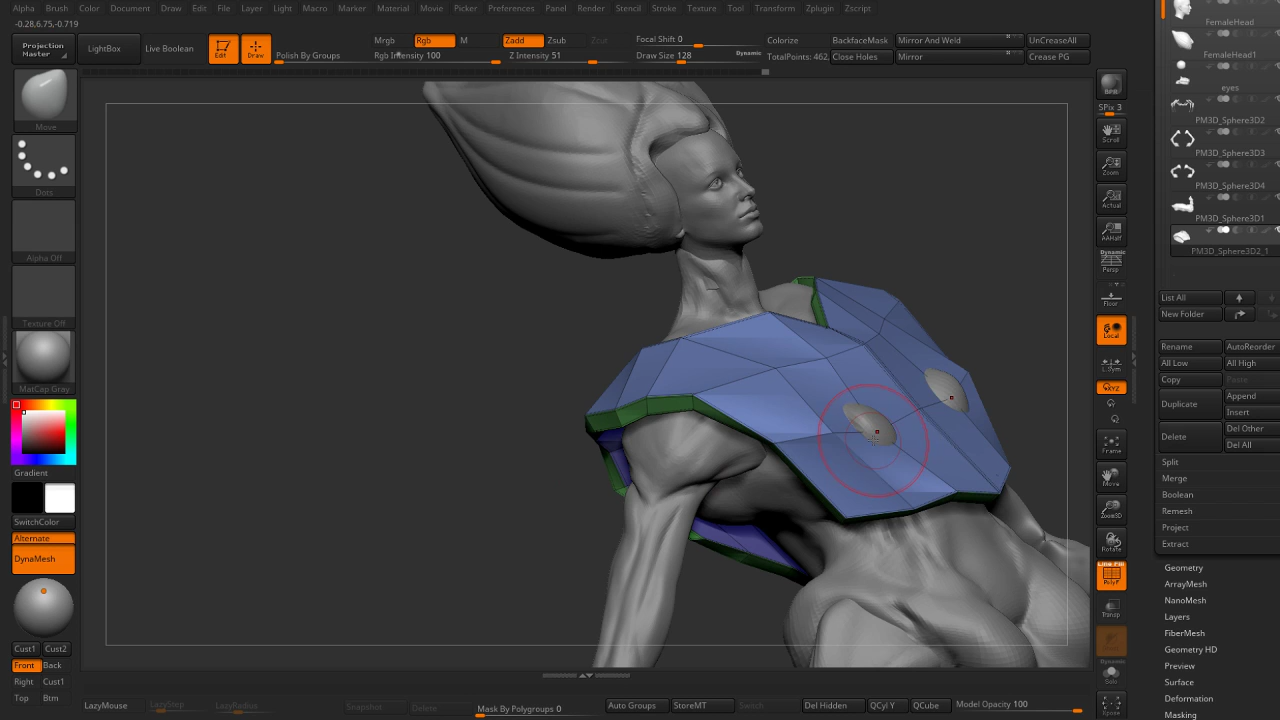 Alpha Brush Color Document Draw Edit File Layer Light Macro Marker Material Movie Picker Preferences Panel Render Stencil Stroke Texture Tool Transform Zplugin Zscript
-0.28,6.75,-0.719
Projection Master
LightBox
Live Boolean
Edit
Draw
Polish By Groups
Mrgb
Rgb
M
Rgb Intensity 100
Zadd
Zsub
Zcut
Z Intensity 51
Focal Shift 0
Draw Size 128
Dynamic
Colorize
TotalPoints: 462,
BackfaceMask
Close Holes
Mirror And Weld
Mirror
UnCreaseAll
Crease PG
Move
Dots
Alpha Off
Texture Off
MatCap Gray
Gradient
SwitchColor
Alternate
DynaMesh
Cust1 Cust2
Front Back
Right Cust1
Top Btm
BPR
SPix 3
Scroll
Zoom
Actual
AAHalf
Dynamic
Persp
Floor
Local
L.Sym
XYZ
Frame
Move
Zoom3D
Rotate
Line Fill
PolyF
Transp
Dynamic
Solo
Xpose
FemaleHead
FemaleHead1
eyes
PM3D_Sphere3D2
PM3D_Sphere3D3
PM3D_Sphere3D4
PM3D_Sphere3D1
PM3D_Sphere3D2_1
List All
New Folder
Rename AutoReorder
All Low All High
Copy Paste
Duplicate
Append
Insert
Delete
Del Other
Del All
Split
Merge
Boolean
Remesh
Project
Extract
Geometry
ArrayMesh
NanoMesh
Layers
FiberMesh
Geometry HD
Preview
Surface
Deformation
Masking
LazyMouse
LazyStep
LazyRadius
Snapshot
Delete
Mask By Polygroups 0
Auto Groups
StoreMT
Switch
Del Hidden
QCyl Y
QCube
Model Opacity 100